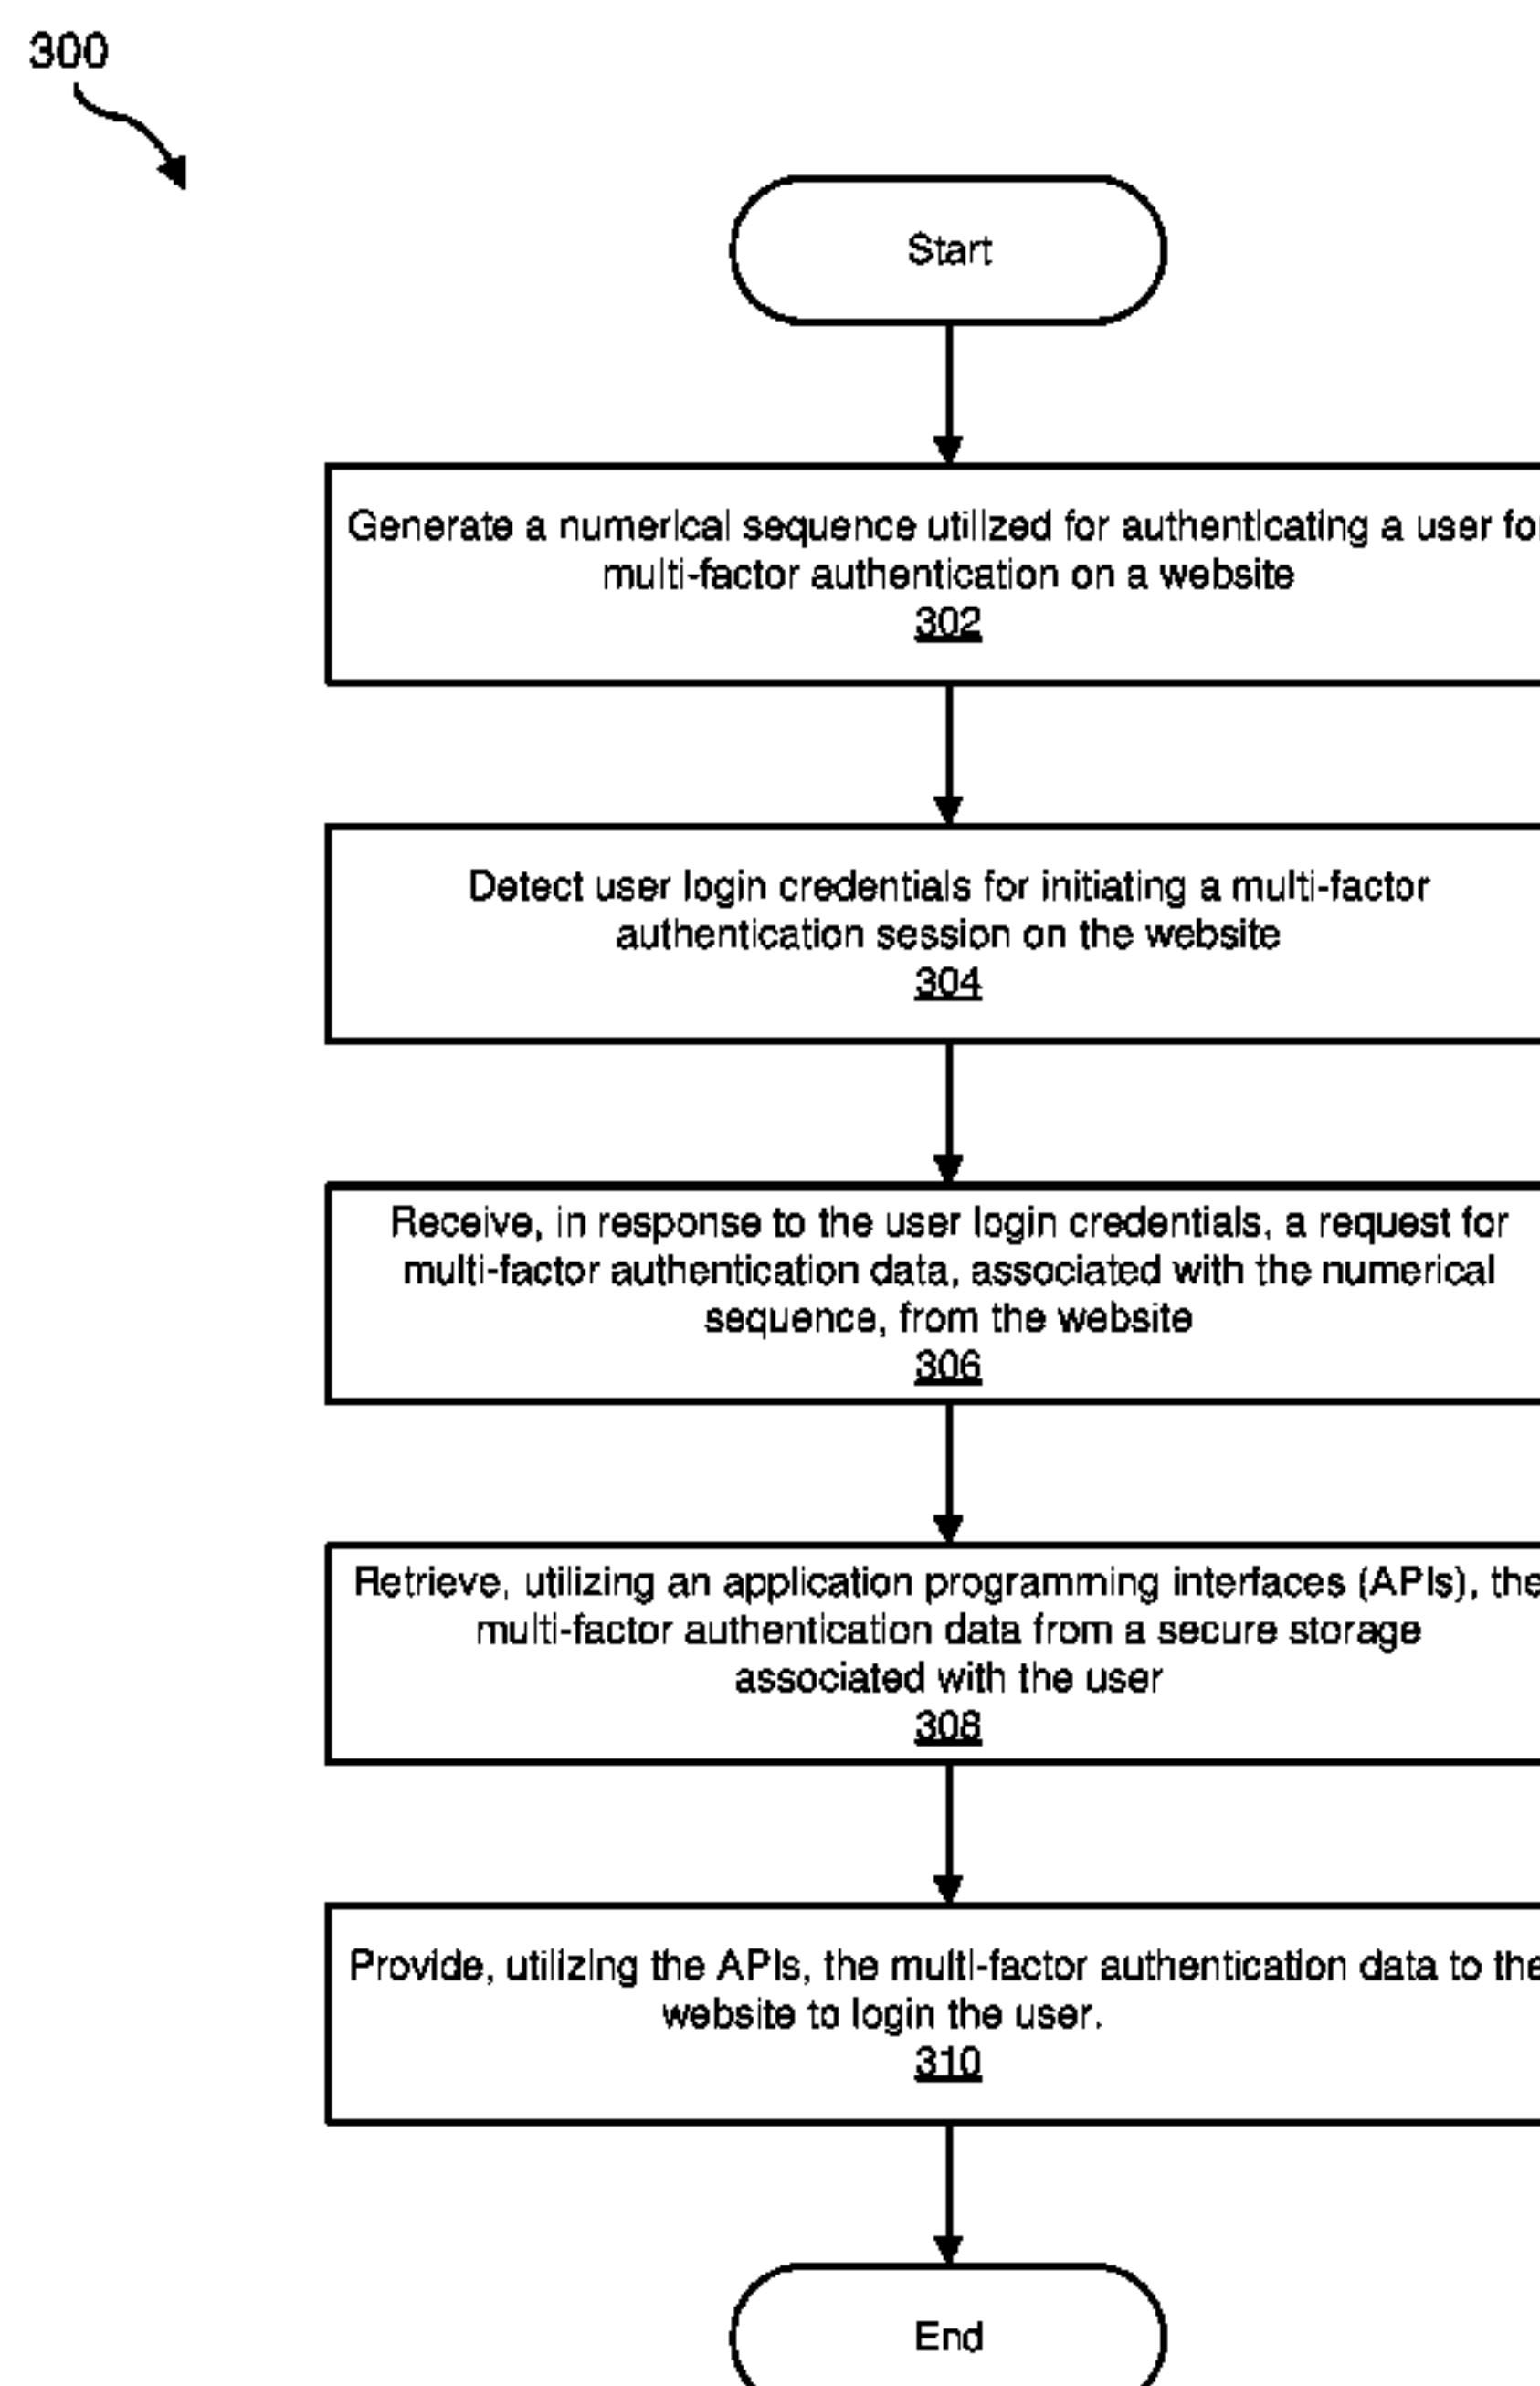 300
Start
Generate a numerical sequence utilized for authenticating a user for
multi-factor authentication on a website
302
Detect user login credentials for initiating a multi-factor
authentication session on the website
304
Receive, in response to the user login credentials, a request for
multi-factor authentication data, associated with the numerical
sequence, from the website
306
Retrieve, utilizing an application programming interfaces (APIs), the
multi-factor authentication data from a secure storage
associated with the user
308
Provide, utilizing the APIs, the multi-factor authentication data to the
website to login the user.
310
End